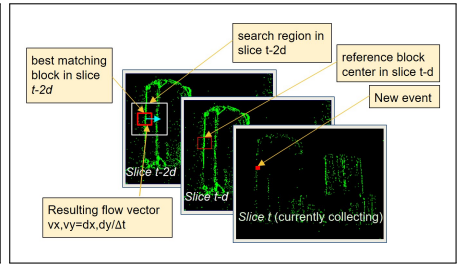 search region in
slice t-2d
best matching
block in slice
t-2d
reference block
center in slice t-d
New event
Slice t-2d
Slice t-d
Slice t (currently collecting)
Resulting flow vector
vx,vy=dx,dy/Δt